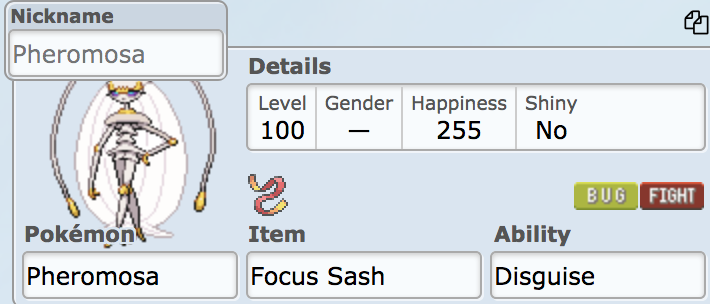 Nickname
Pheromosa
Details
Level Gender Happiness Shiny
100 — 255 No
BUG FIGHT
Pokémon Item Ability
Pheromosa Focus Sash Disguise